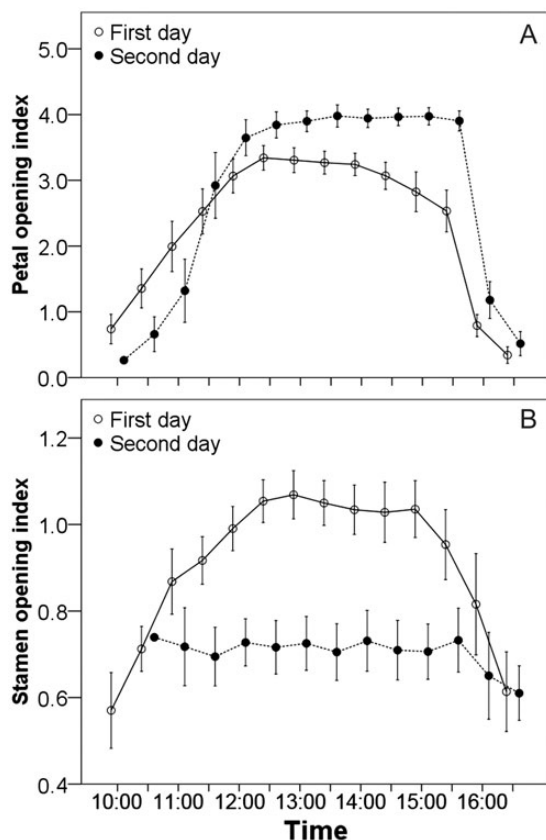 A
First day
Second day
Petal opening index
5.0
4.0
3.0
2.0
1.0
0.0
B
First day
Second day
Stamen opening index
1.2
1.0
0.8
0.6
0.4
10:00 11:00 12:00 13:00 14:00 15:00 16:00
Time